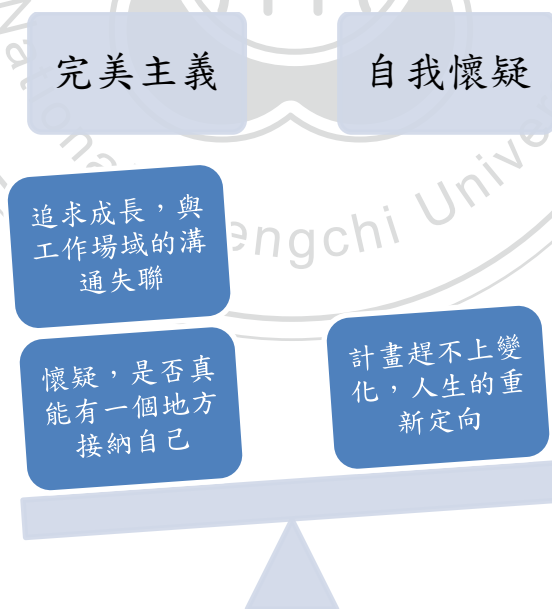 完美主義
自我懷疑
追求成長，與
工作場域的溝
通失聯
懷疑，是否真
能有一個地方
接納自己
計畫趕不上變
化，人生的重
新定向
engchi Unive